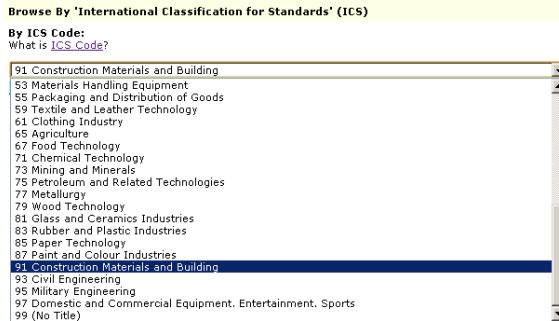 Browse By 'International Classification for Standards' (ICS)
By ICS Code:
What is ICS Code?
91 Construction Materials and Building
53 Materials Handling Equipment
55 Packaging and Distribution of Goods
59 Textile and Leather Technology
61 Clothing Industry
65 Agriculture
67 Food Technology
71 Chemical Technology
73 Mining and Minerals
75 Petroleum and Related Technologies
77 Metallurgy
79 Wood Technology
81 Glass and Ceramics Industries
83 Rubber and Plastic Industries
85 Paper Technology
87 Paint and Colour Industries
91 Construction Materials and Building
93 Civil Engineering
95 Military Engineering
97 Domestic and Commercial Equipment. Entertainment. Sports
99 (No Title)